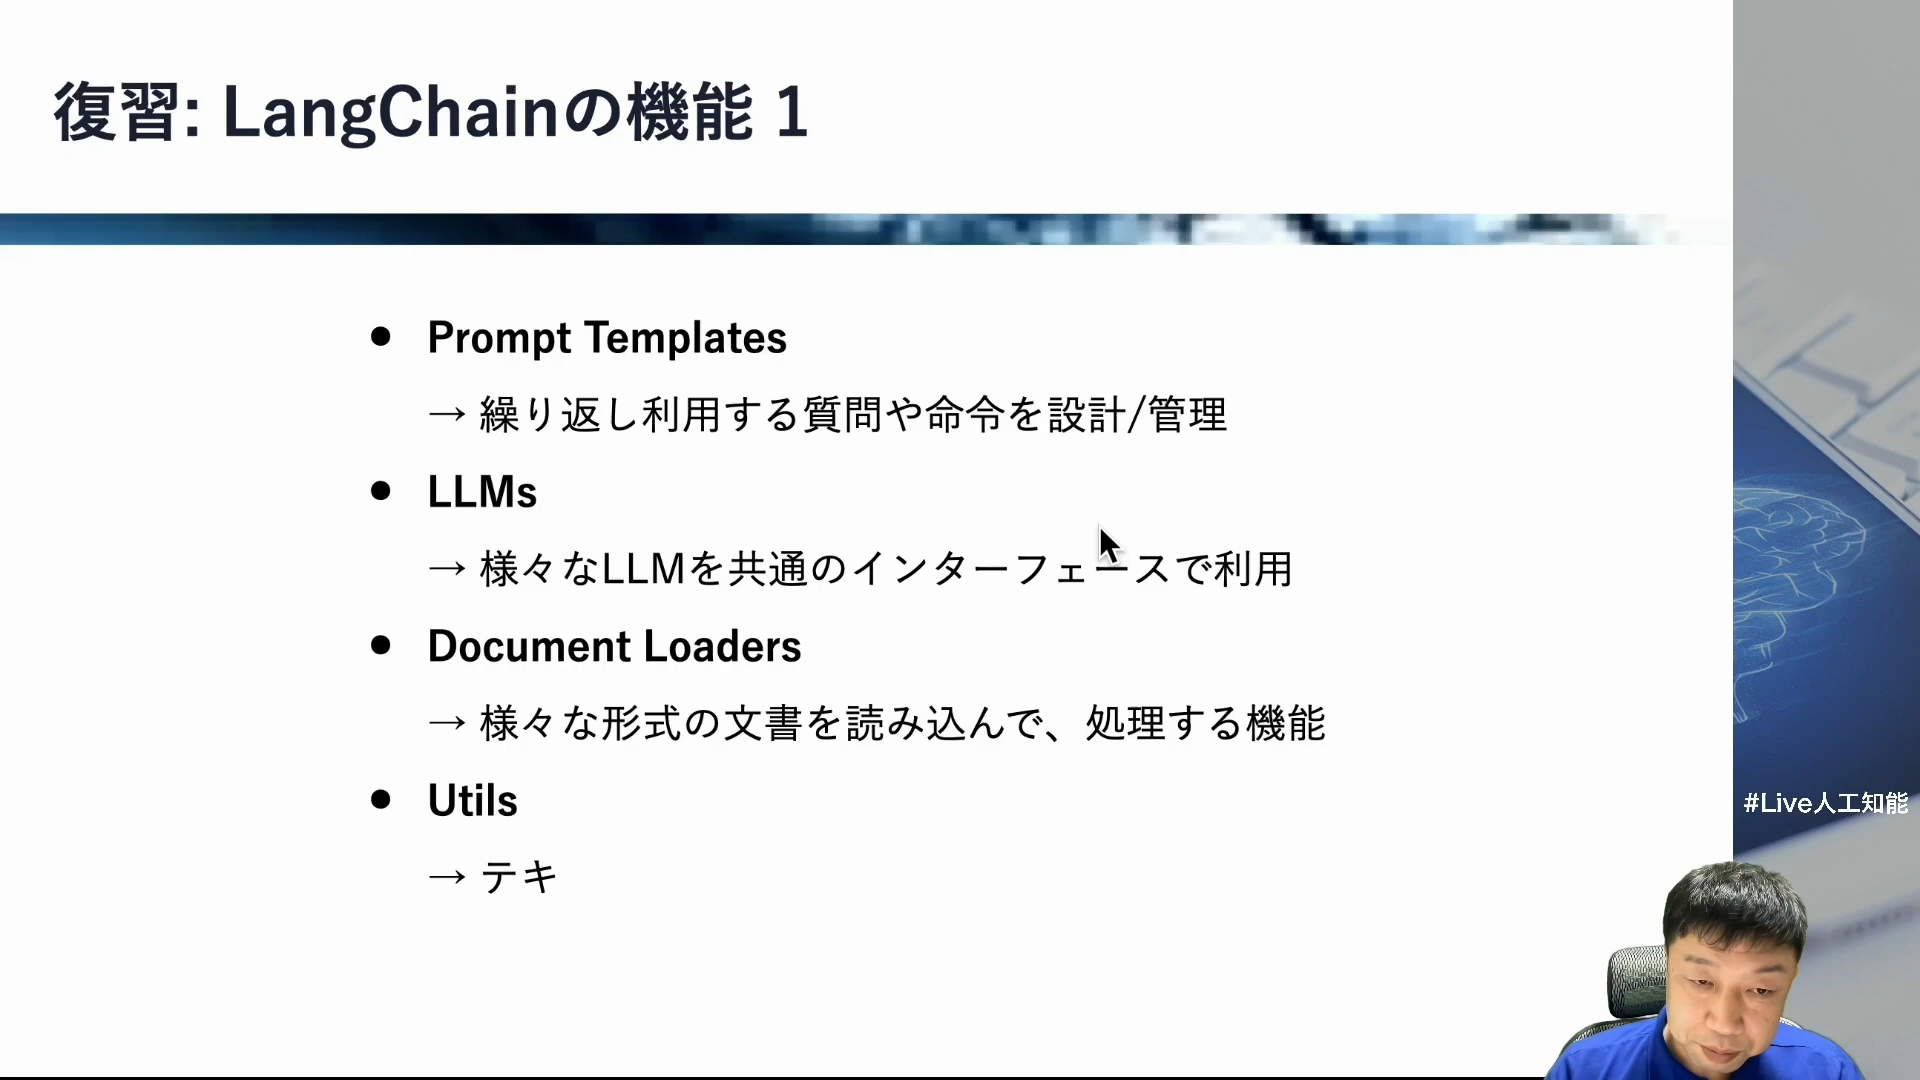 復習: LangChainの機能 1
● Prompt Templates
→ 繰り返し利用する質問や命令を設計/管理
● LLMs
→ 様々なLLMを共通のインターフェースで利用
● Document Loaders
→ 様々な形式の文書を読み込んで、処理する機能
● Utils
→ テキ
#Live人工知能